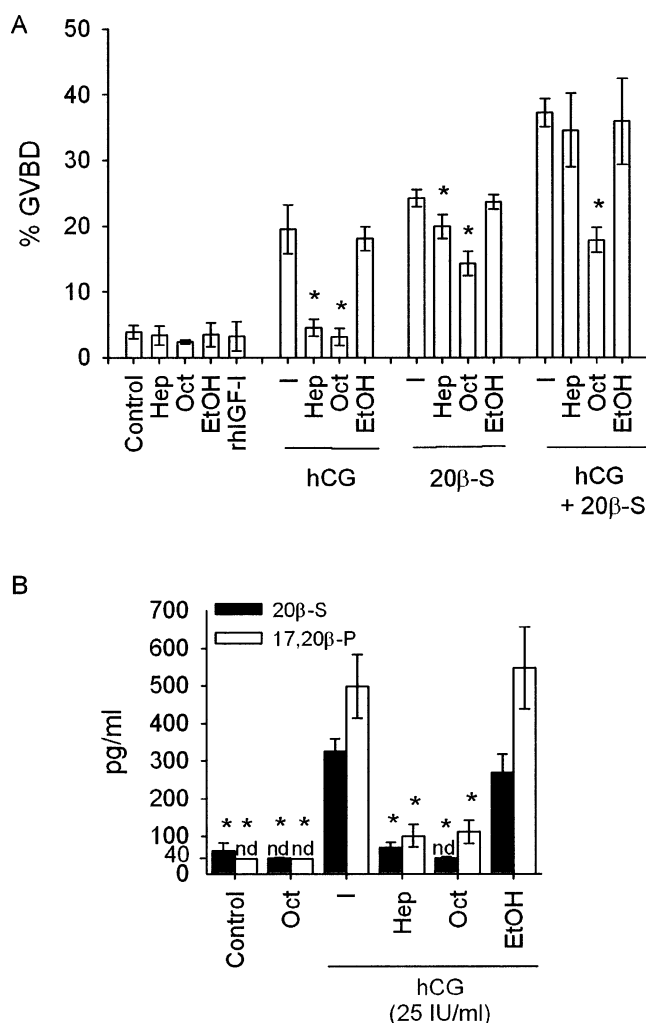 A
50
40
30
20
10
0
% GVBD
* * * * *
Control Hep Oct EtOH rhIGF-I I Hep Oct EtOH I Hep Oct EtOH I Hep Oct EtOH
hCG 20β-S hCG
+ 20β-S
B
700
600
500
400
300
200
100
40
0
pg/ml
20β-S
17,20β-P
* * * * * * * *
nd nd nd nd
Control Oct I Hep Oct EtOH
hCG
(25 IU/ml)